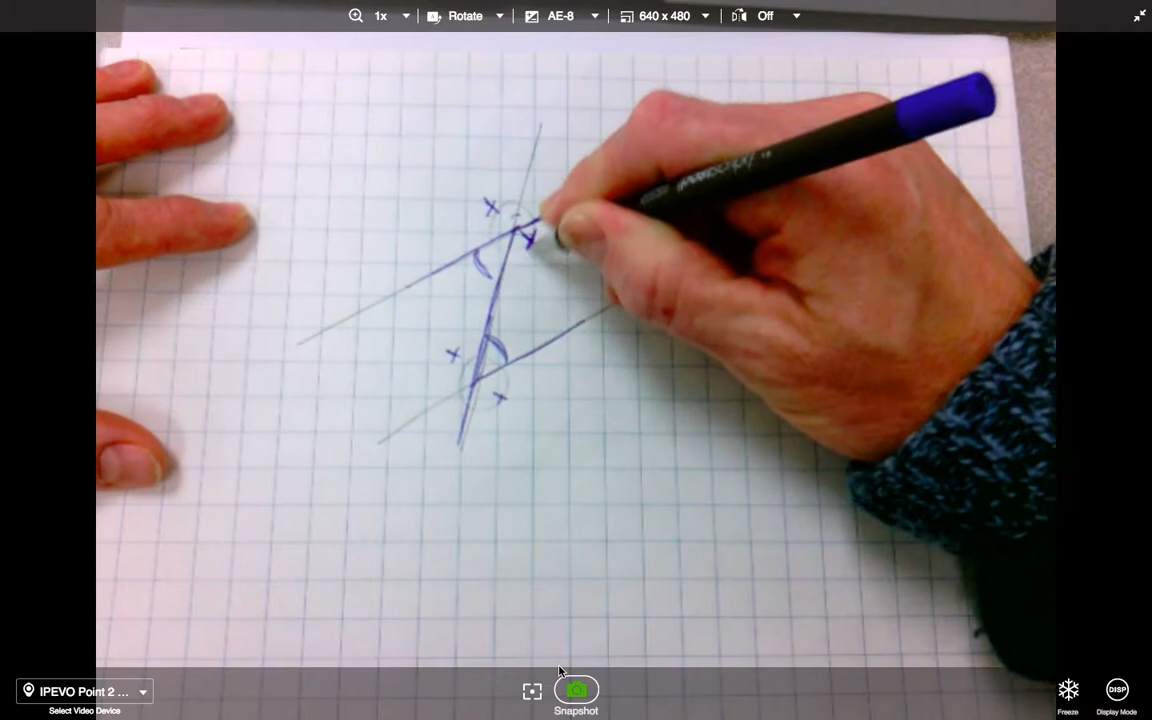 1x Rotate AE-8 640 x 480 Off
x
x
x
x
IPEVO Point 2 ...
Select Video Device
Snapshot
Freeze
DISP
Display Mode